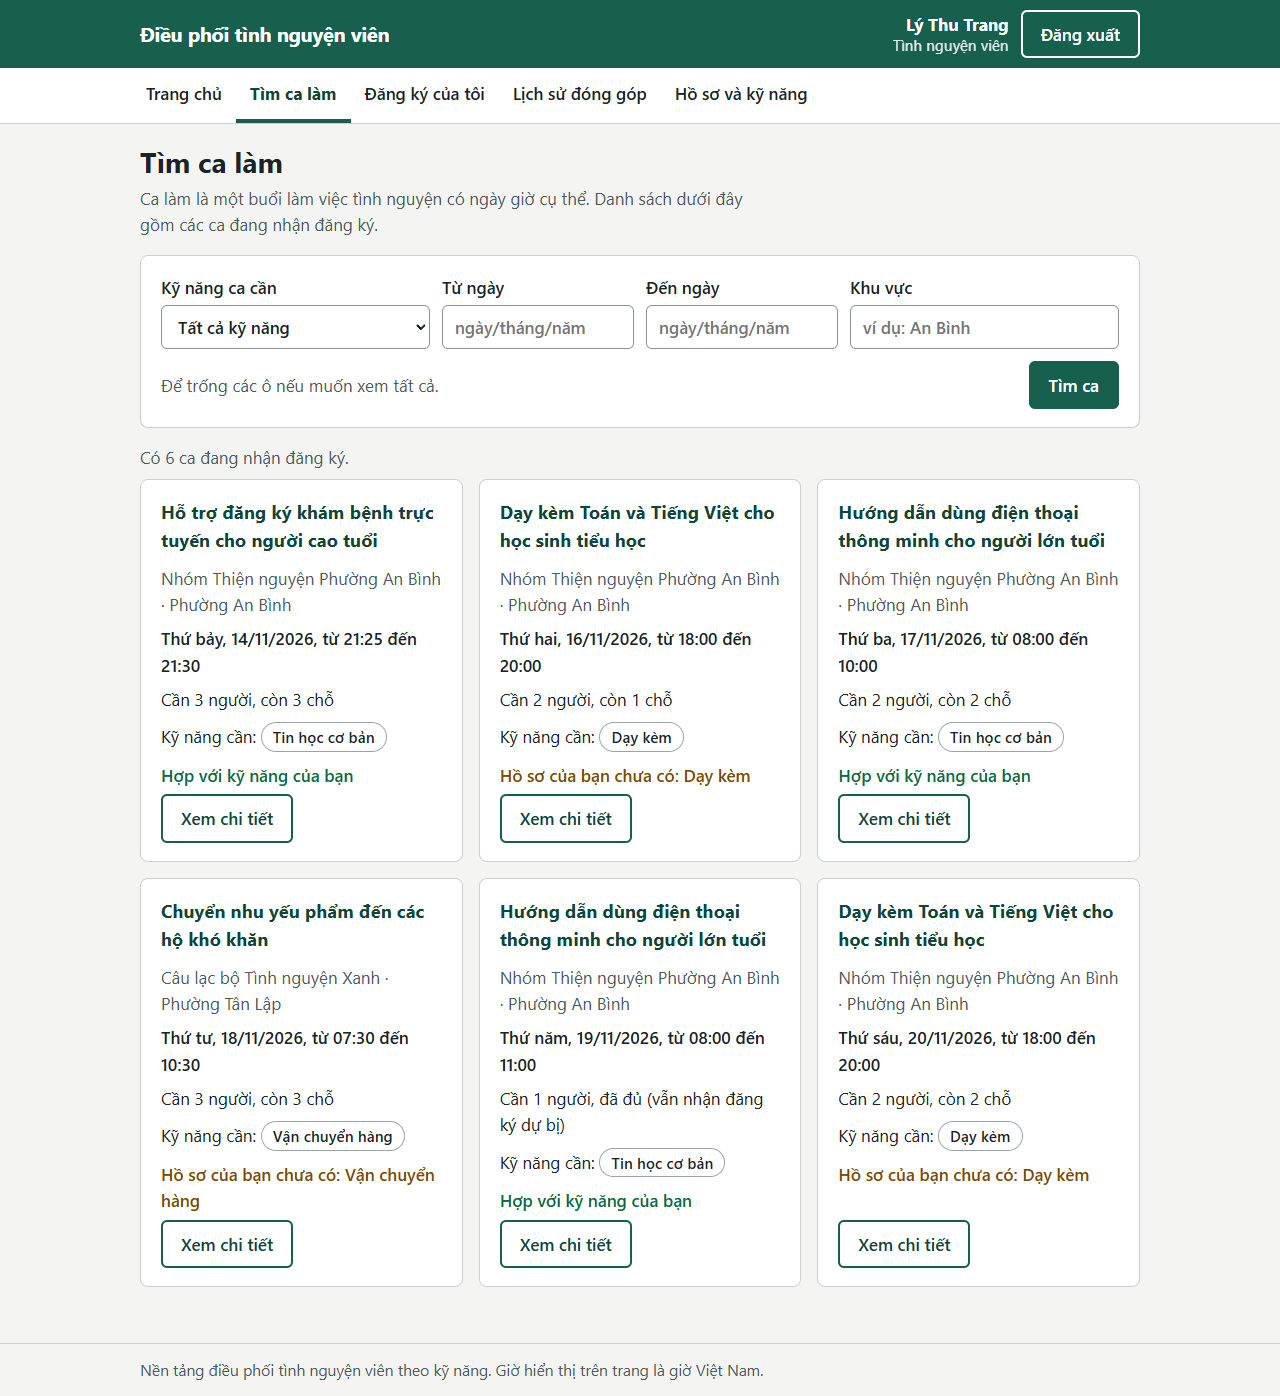 Điều phối tình nguyện viên
Lý Thu Trang
Tình nguyện viên
Đăng xuất
Trang chủ
Tìm ca làm
Đăng ký của tôi
Lịch sử đóng góp
Hồ sơ và kỹ năng
Tìm ca làm
Ca làm là một buổi làm việc tình nguyện có ngày giờ cụ thể. Danh sách dưới đây
gồm các ca đang nhận đăng ký.
Kỹ năng ca cần
Từ ngày
Đến ngày
Khu vực
Tất cả kỹ năng
ngày/tháng/năm
ngày/tháng/năm
ví dụ: An Bình
Để trống các ô nếu muốn xem tất cả.
Tìm ca
Có 6 ca đang nhận đăng ký.
Hỗ trợ đăng ký khám bệnh trực
tuyến cho người cao tuổi
Nhóm Thiện nguyện Phường An Bình
· Phường An Bình
Thứ bảy, 14/11/2026, từ 21:25 đến
21:30
Cần 3 người, còn 3 chỗ
Kỹ năng cần: Tin học cơ bản
Hợp với kỹ năng của bạn
Xem chi tiết
Dạy kèm Toán và Tiếng Việt cho
học sinh tiểu học
Nhóm Thiện nguyện Phường An Bình
· Phường An Bình
Thứ hai, 16/11/2026, từ 18:00 đến
20:00
Cần 2 người, còn 1 chỗ
Kỹ năng cần: Dạy kèm
Hồ sơ của bạn chưa có: Dạy kèm
Xem chi tiết
Hướng dẫn dùng điện thoại
thông minh cho người lớn tuổi
Nhóm Thiện nguyện Phường An Bình
· Phường An Bình
Thứ ba, 17/11/2026, từ 08:00 đến
10:00
Cần 2 người, còn 2 chỗ
Kỹ năng cần: Tin học cơ bản
Hợp với kỹ năng của bạn
Xem chi tiết
Chuyển nhu yếu phẩm đến các
hộ khó khăn
Câu lạc bộ Tình nguyện Xanh ·
Phường Tân Lập
Thứ tư, 18/11/2026, từ 07:30 đến
10:30
Cần 3 người, còn 3 chỗ
Kỹ năng cần: Vận chuyển hàng
Hồ sơ của bạn chưa có: Vận chuyển
hàng
Xem chi tiết
Hướng dẫn dùng điện thoại
thông minh cho người lớn tuổi
Nhóm Thiện nguyện Phường An Bình
· Phường An Bình
Thứ năm, 19/11/2026, từ 08:00 đến
11:00
Cần 1 người, đã đủ (vẫn nhận đăng
ký dự bị)
Kỹ năng cần: Tin học cơ bản
Hợp với kỹ năng của bạn
Xem chi tiết
Dạy kèm Toán và Tiếng Việt cho
học sinh tiểu học
Nhóm Thiện nguyện Phường An Bình
· Phường An Bình
Thứ sáu, 20/11/2026, từ 18:00 đến
20:00
Cần 2 người, còn 2 chỗ
Kỹ năng cần: Dạy kèm
Hồ sơ của bạn chưa có: Dạy kèm
Xem chi tiết
Nền tảng điều phối tình nguyện viên theo kỹ năng. Giờ hiển thị trên trang là giờ Việt Nam.